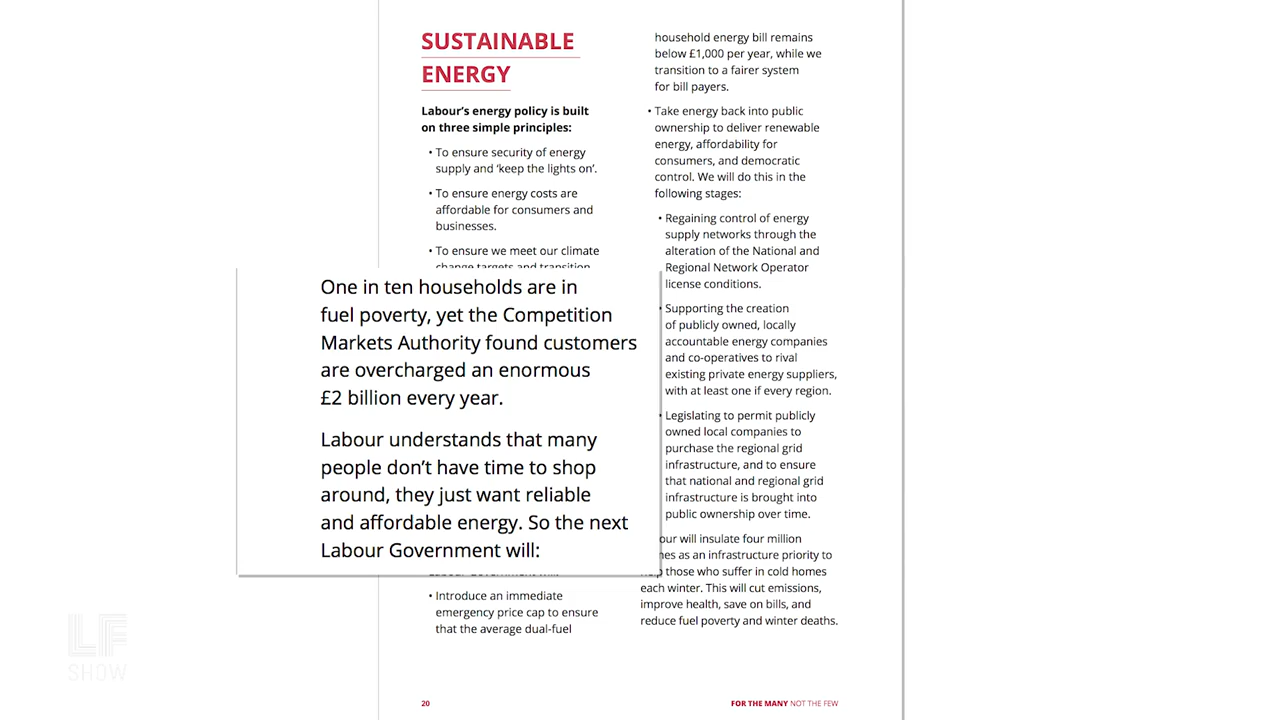 SUSTAINABLE
ENERGY
Labour’s energy policy is built
on three simple principles:
• To ensure security of energy
supply and ‘keep the lights on’.
• To ensure energy costs are
affordable for consumers and
businesses.
• To ensure we meet our climate
change targets and transition
One in ten households are in
fuel poverty, yet the Competition
Markets Authority found customers
are overcharged an enormous
£2 billion every year.
Labour understands that many
people don’t have time to shop
around, they just want reliable
and affordable energy. So the next
Labour Government will:
• Introduce an immediate
emergency price cap to ensure
that the average dual-fuel
household energy bill remains
below £1,000 per year, while we
transition to a fairer system
for bill payers.
• Take energy back into public
ownership to deliver renewable
energy, affordability for
consumers, and democratic
control. We will do this in the
following stages:
• Regaining control of energy
supply networks through the
alteration of the National and
Regional Network Operator
license conditions.
• Supporting the creation
of publicly owned, locally
accountable energy companies
and co-operatives to rival
existing private energy suppliers,
with at least one if every region.
• Legislating to permit publicly
owned local companies to
purchase the regional grid
infrastructure, and to ensure
that national and regional grid
infrastructure is brought into
public ownership over time.
will insulate four million
as an infrastructure priority to
those who suffer in cold homes
each winter. This will cut emissions,
improve health, save on bills, and
reduce fuel poverty and winter deaths.
20
FOR THE MANY NOT THE FEW
LF
SHOW